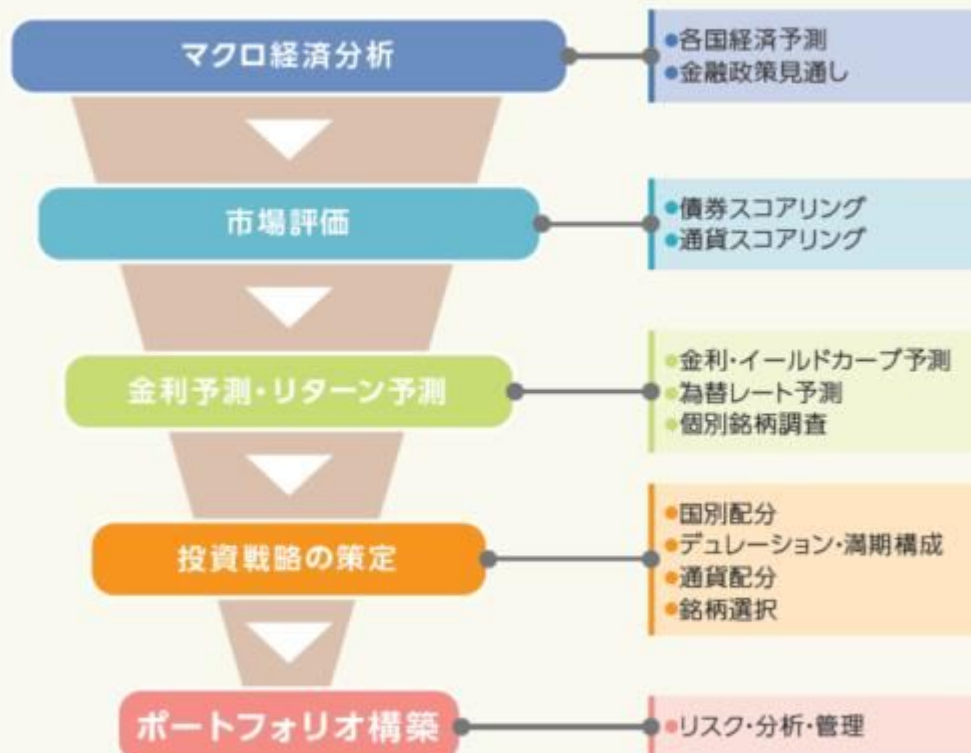 マクロ経済分析
●各国経済予測
●金融政策見通し
市場評価
●債券スコアリング
●通貨スコアリング
金利予測・リターン予測
●金利・イールドカーブ予測
●為替レート予測
●個別銘柄調査
投資戦略の策定
●国別配分
●デュレーション・満期構成
●通貨配分
●銘柄選択
ポートフォリオ構築
●リスク・分析・管理